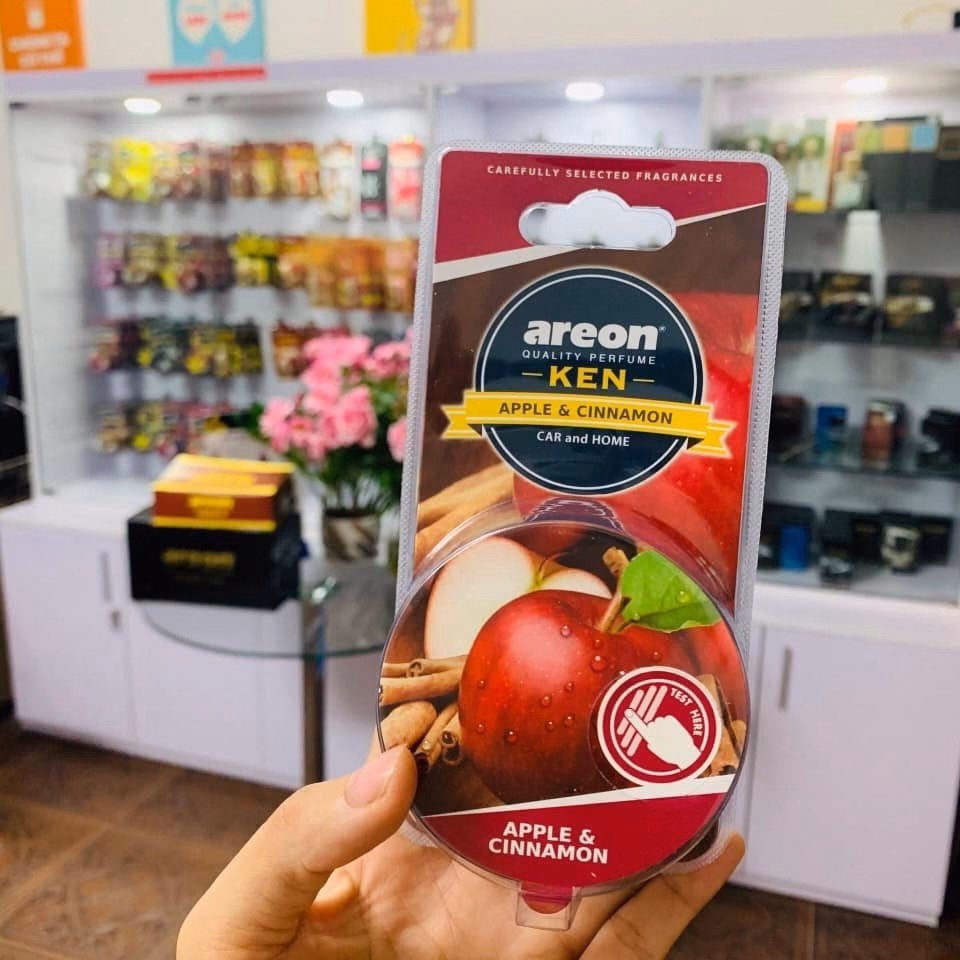 CAREFULLY SELECTED FRAGRANCES
areon®
QUALITY PERFUME
KEN
APPLE & CINNAMON
CAR and HOME
TEST HERE
APPLE &
CINNAMON